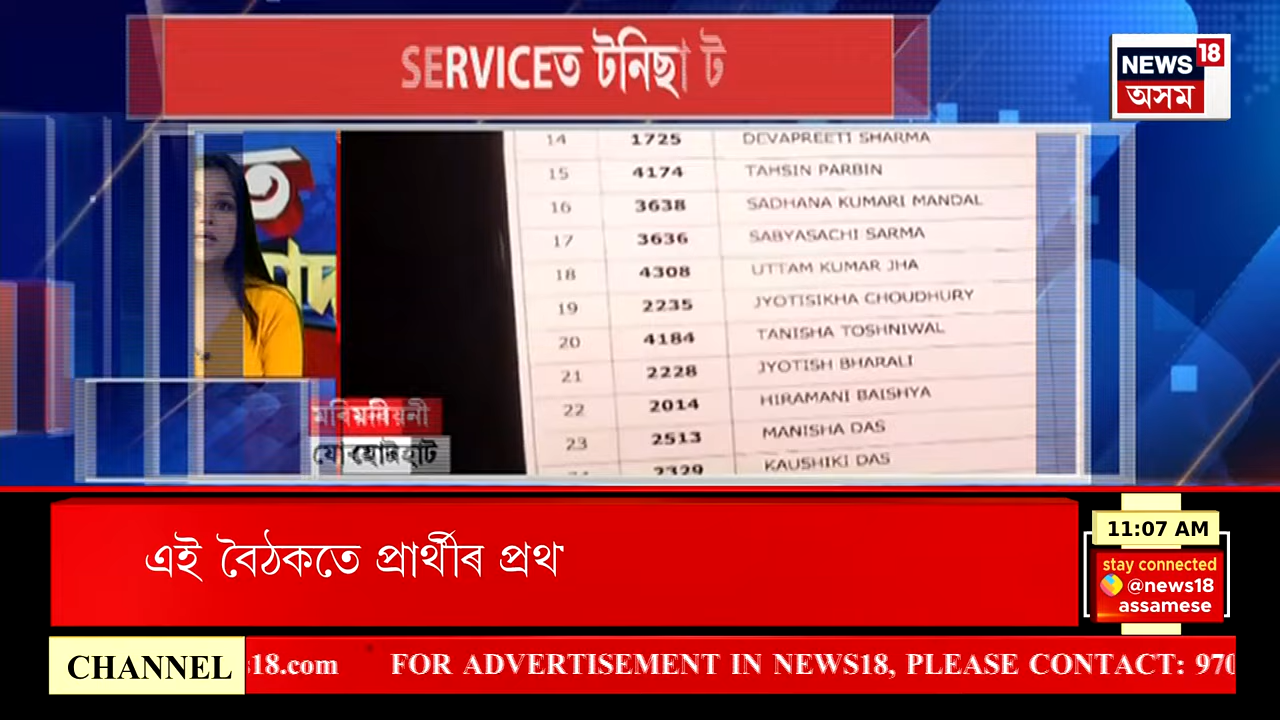 SERVICEত টনিছা ট
NEWS 18
অসম
14 1725 DEVAPREETI SHARMA
15 4174 TAHSIN PARBIN
16 3638 SADHANA KUMARI MANDAL
17 3636 SABYASACHI SARMA
18 4308 UTTAM KUMAR JHA
19 2235 JYOTISIKHA CHOUDHURY
20 4184 TANISHA TOSHNIWAL
21 2228 JYOTISH BHARALI
22 2014 HIRAMANI BAISHYA
23 2513 MANISHA DAS
2329 KAUSHIKI DAS
এই বৈঠকতে প্ৰাৰ্থীৰ প্ৰথ
11:07 AM
stay connected
@news18
assamese
CHANNEL s18.com FOR ADVERTISEMENT IN NEWS18, PLEASE CONTACT: 970